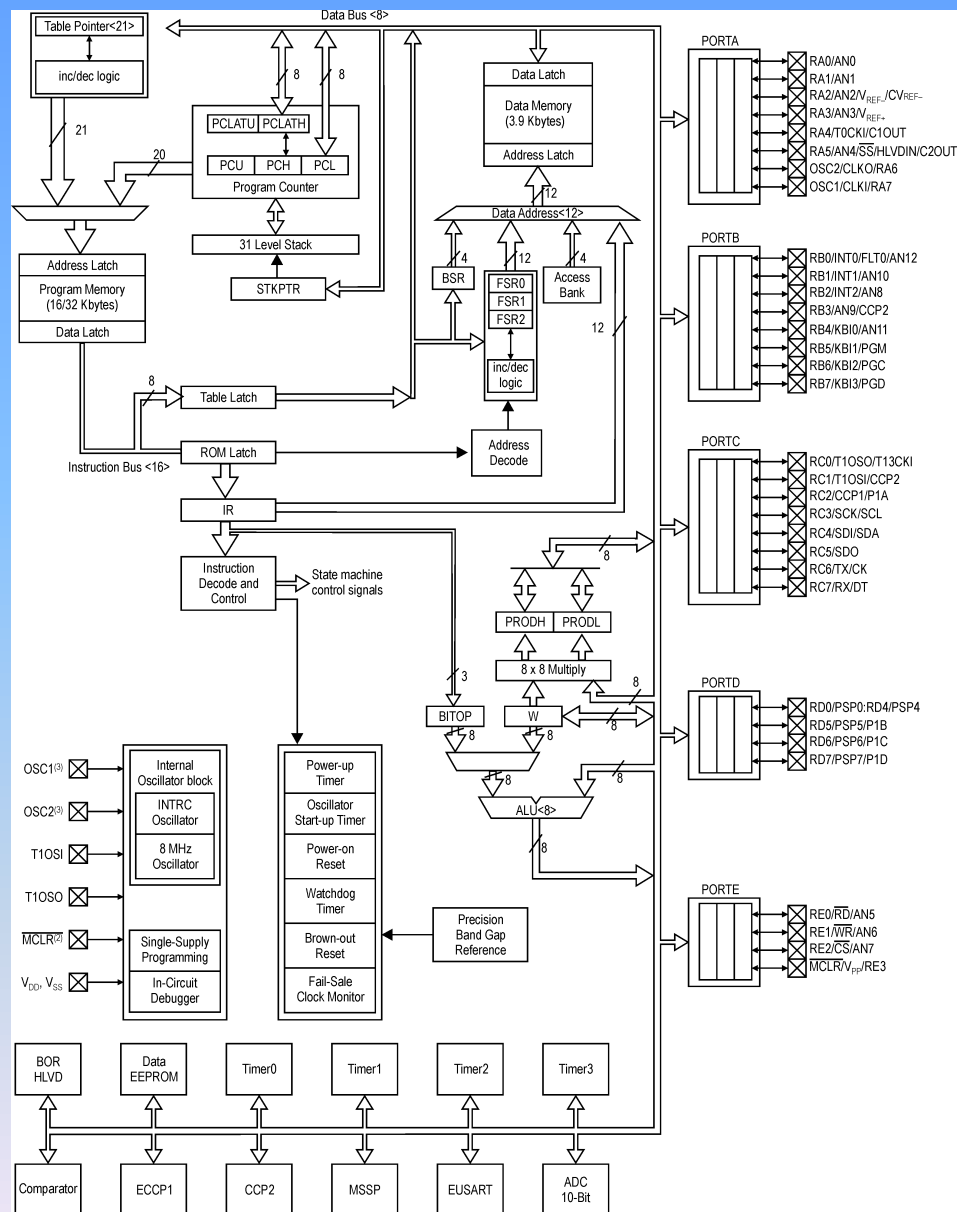 Data Bus <8>
Table Pointer<21>
inc/dec logic
21
20
8
8
PCLATU PCLATH
PCU PCH PCL
Program Counter
31 Level Stack
STKPTR
Address Latch
Program Memory
(16/32 Kbytes)
Data Latch
8
Table Latch
ROM Latch
Instruction Bus <16>
IR
Instruction
Decode and
Control
State machine
control signals
Data Latch
Data Memory
(3.9 Kbytes)
Address Latch
12
Data Address<12>
4
12
4
BSR
FSR0
FSR1
FSR2
inc/dec
logic
Access
Bank
12
Address
Decode
8
PRODH PRODL
8 x 8 Multiply
3
8
BITOP
W
8
8
8
8
8
ALU<8>
8
PORTA
RA0/AN0
RA1/AN1
RA2/AN2/VREF–/CVREF–
RA3/AN3/VREF+
RA4/T0CKI/C1OUT
RA5/AN4/SS/HLVDIN/C2OUT
OSC2/CLKO/RA6
OSC1/CLKI/RA7
PORTB
RB0/INT0/FLT0/AN12
RB1/INT1/AN10
RB2/INT2/AN8
RB3/AN9/CCP2
RB4/KBI0/AN11
RB5/KBI1/PGM
RB6/KBI2/PGC
RB7/KBI3/PGD
PORTC
RC0/T1OSO/T13CKI
RC1/T1OSI/CCP2
RC2/CCP1/P1A
RC3/SCK/SCL
RC4/SDI/SDA
RC5/SDO
RC6/TX/CK
RC7/RX/DT
PORTD
RD0/PSP0:RD4/PSP4
RD5/PSP5/P1B
RD6/PSP6/P1C
RD7/PSP7/P1D
PORTE
RE0/RD/AN5
RE1/WR/AN6
RE2/CS/AN7
MCLR/VPP/RE3
OSC1(3)
OSC2(3)
T1OSI
T1OSO
MCLR(2)
VDD, VSS
Internal
Oscillator block
INTRC
Oscillator
8 MHz
Oscillator
Single-Supply
Programming
In-Circuit
Debugger
Power-up
Timer
Oscillator
Start-up Timer
Power-on
Reset
Watchdog
Timer
Brown-out
Reset
Fail-Sale
Clock Monitor
Precision
Band Gap
Reference
BOR
HLVD
Data
EEPROM
Timer0
Timer1
Timer2
Timer3
Comparator
ECCP1
CCP2
MSSP
EUSART
ADC
10-Bit